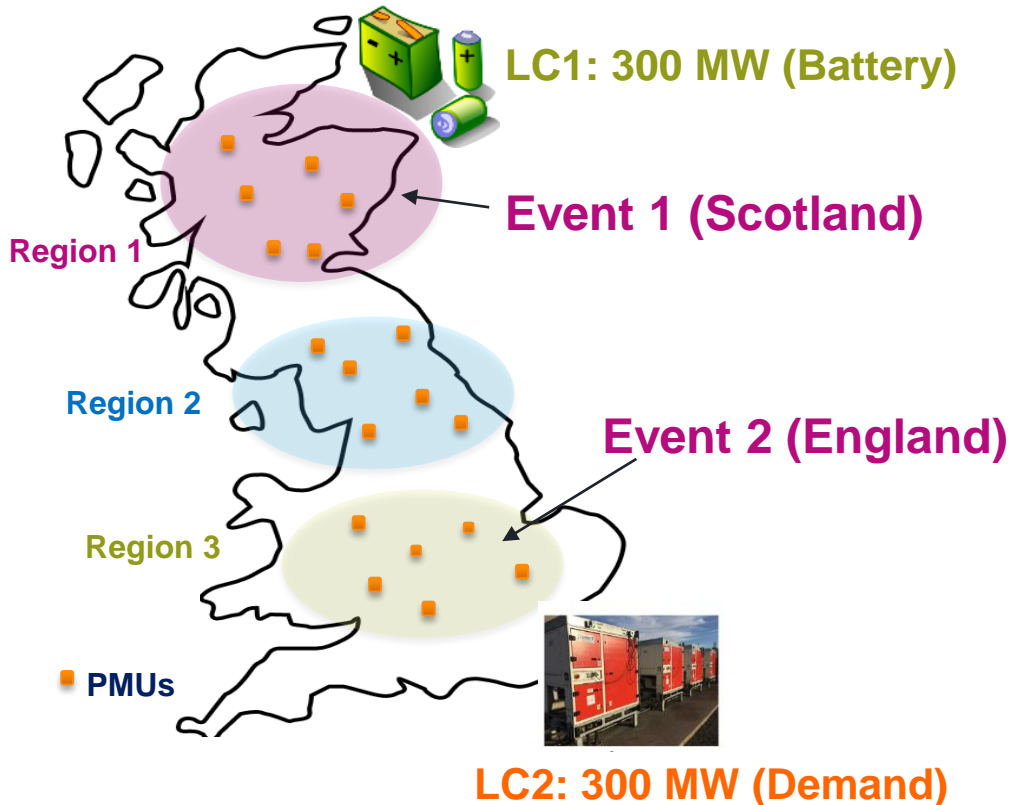 LC1: 300 MW (Battery)
Event 1 (Scotland)
Region 1
Region 2
Event 2 (England)
Region 3
PMUs
LC2: 300 MW (Demand)